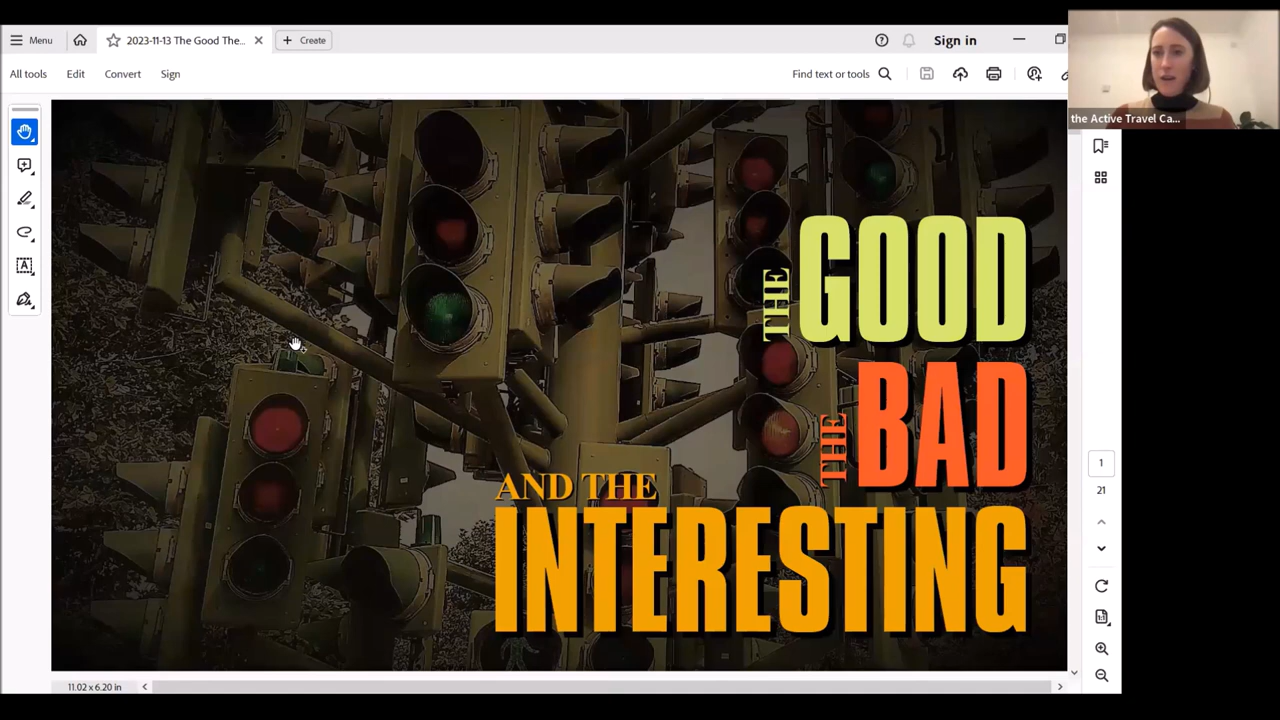 Menu
2023-11-13 The Good The...
Create
Sign in
All tools
Edit
Convert
Sign
Find text or tools
the Active Travel Ca...
THE GOOD
THE BAD
AND THE
INTERESTING
1
21
11.02 x 6.20 in